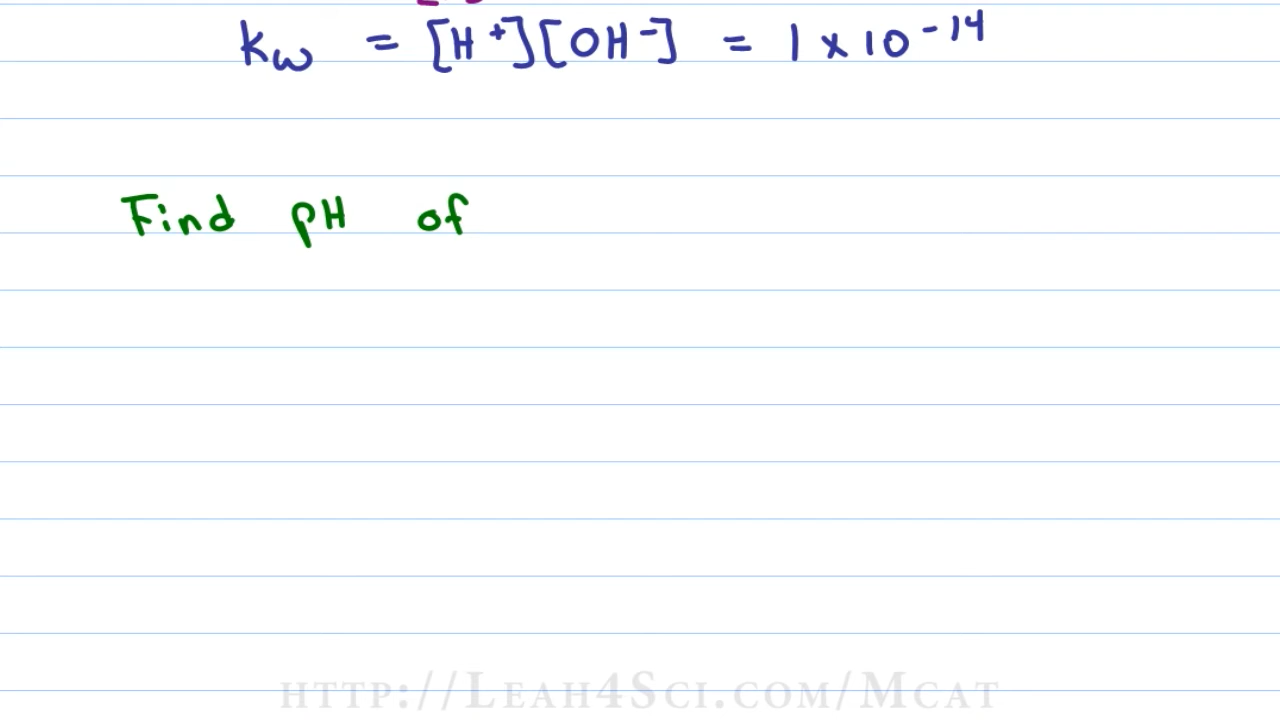 Kw = [H+][OH-] = 1 x 10-14
Find pH of
HTTP://LEAH4SCI.COM/MCAT